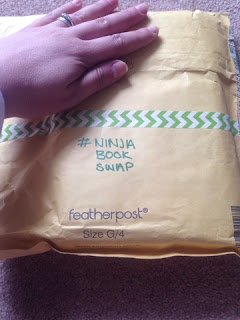 #NINJA
BOOK
SWAP
featherpost®
Size G/4